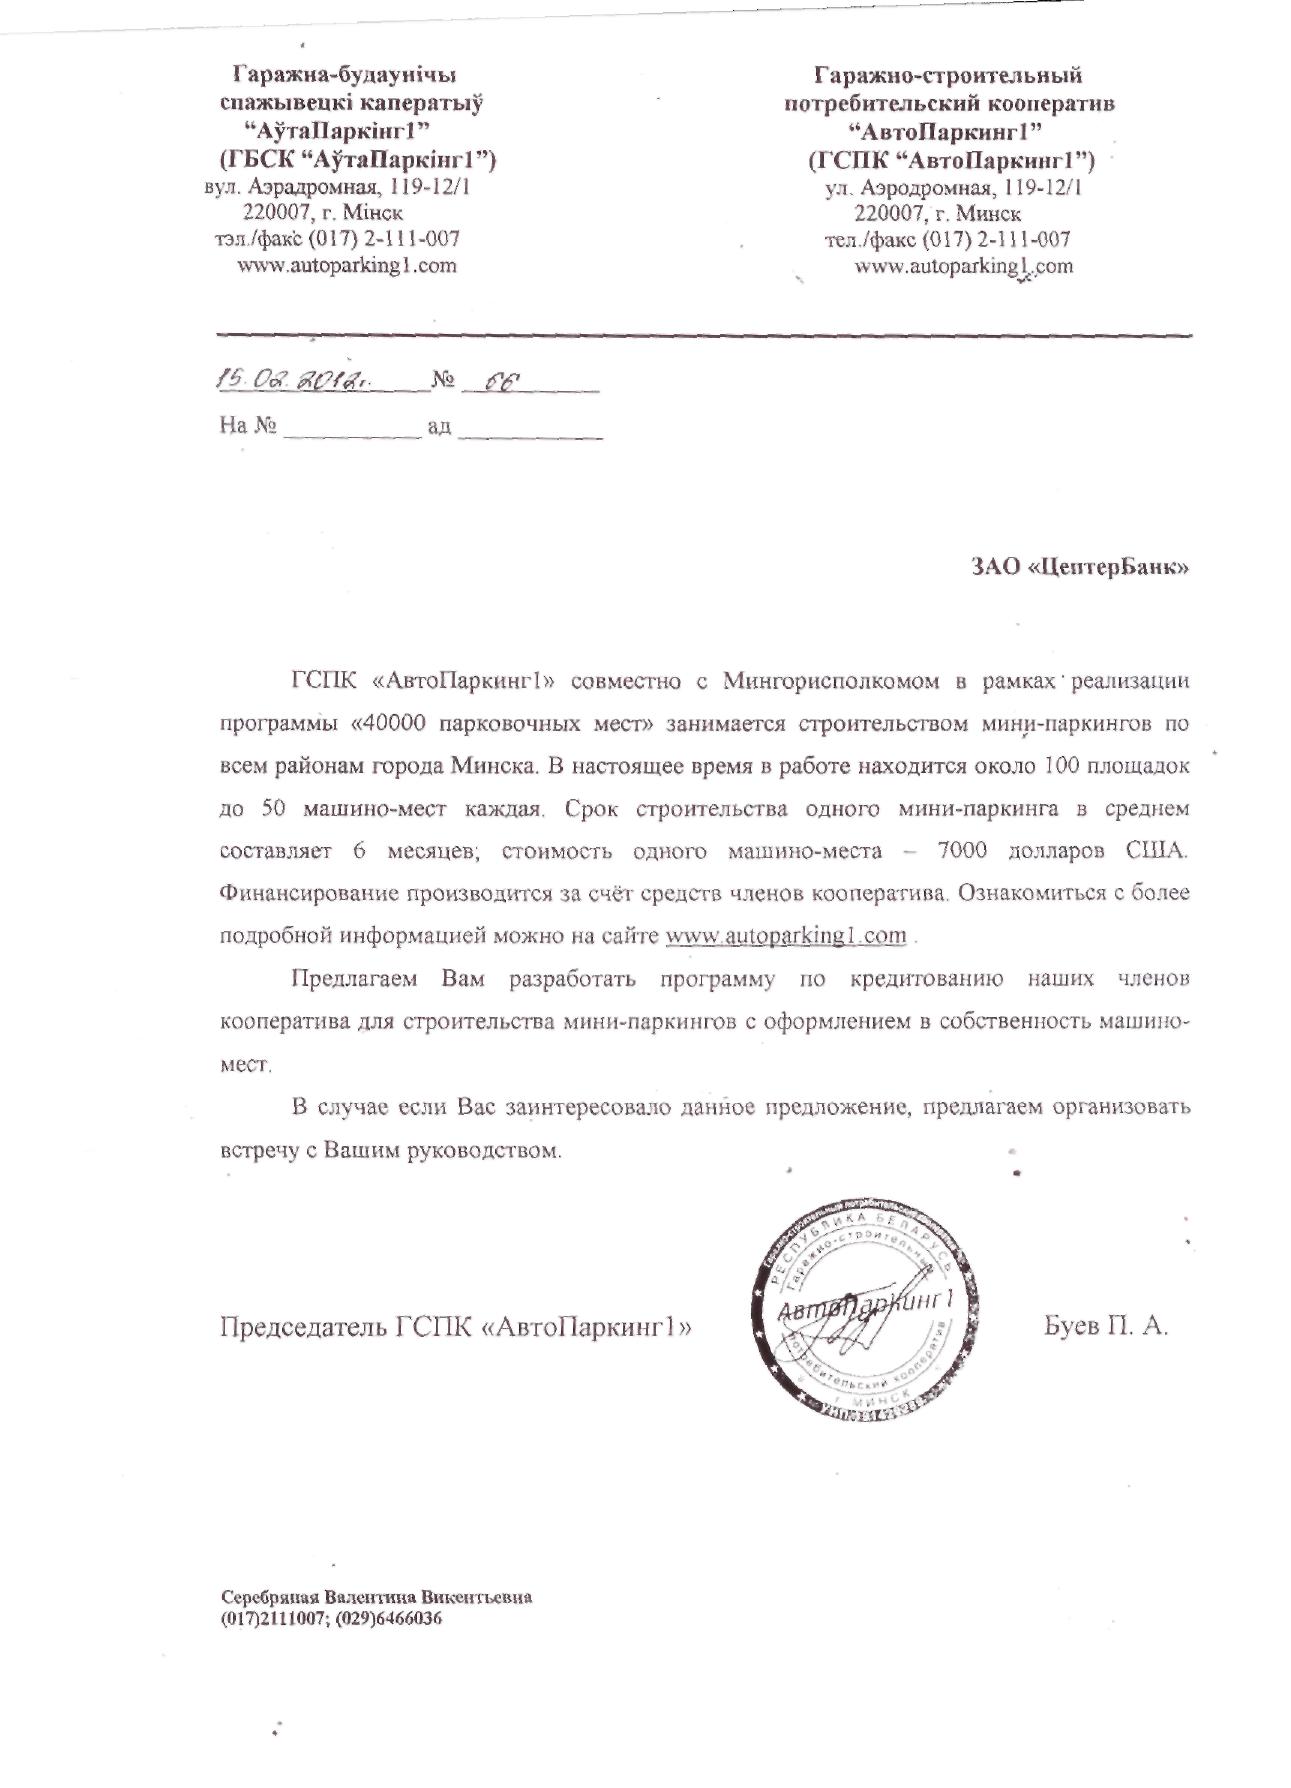 Гаражна-будаунічы
спажывецкі каператыў
“АўтаПаркінг1”
(ГБСК “АўтаПаркінг1”)
вул. Аэрадромная, 119-12/1
220007, г. Мінск
тэл./факс (017) 2-111-007
www.autoparking1.com
Гаражно-строительный
потребительский кооператив
“АвтоПаркинг1”
(ГСПК “АвтоПаркинг1”)
ул. Аэродромная, 119-12/1
220007, г. Минск
тел./факс (017) 2-111-007
www.autoparking1.com
15.02.2012г. № 66
На № ___________ ад ___________
ЗАО «ЦептерБанк»
ГСПК «АвтоПаркинг1» совместно с Мингорисполкомом в рамках реализации
программы «40000 парковочных мест» занимается строительством мини-паркингов по
всем районам города Минска. В настоящее время в работе находится около 100 площадок
до 50 машино-мест каждая. Срок строительства одного мини-паркинга в среднем
составляет 6 месяцев; стоимость одного машино-места – 7000 долларов США.
Финансирование производится за счёт средств членов кооператива. Ознакомиться с более
подробной информацией можно на сайте www.autoparking1.com .
Предлагаем Вам разработать программу по кредитованию наших членов
кооператива для строительства мини-паркингов с оформлением в собственность машино-
мест.
В случае если Вас заинтересовало данное предложение, предлагаем организовать
встречу с Вашим руководством.
РЕСПУБЛИКА БЕЛАРУСЬ
Гаражно-строительный
АвтоПаркинг1
потребительский кооператив
г. МИНСК
Председатель ГСПК «АвтоПаркинг1»
Буев П. А.
Серебряная Валентина Викентьевна
(017)2111007; (029)6466036